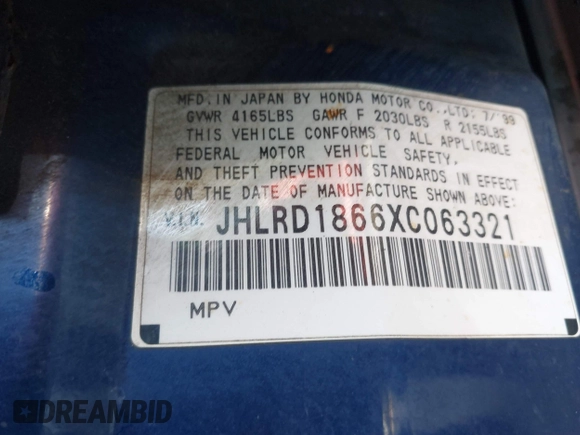 MFD. IN JAPAN BY HONDA MOTOR CO., LTD: 7/'99
GVWR 4165LBS GAWR F 2030LBS R 2155LBS
THIS VEHICLE CONFORMS TO ALL APPLICABLE
FEDERAL MOTOR VEHICLE SAFETY,
AND THEFT PREVENTION STANDARDS IN EFFECT
ON THE DATE OF MANUFACTURE SHOWN ABOVE:
V.I.N. JHLRD1866XC063321
MPV
DREAMBID